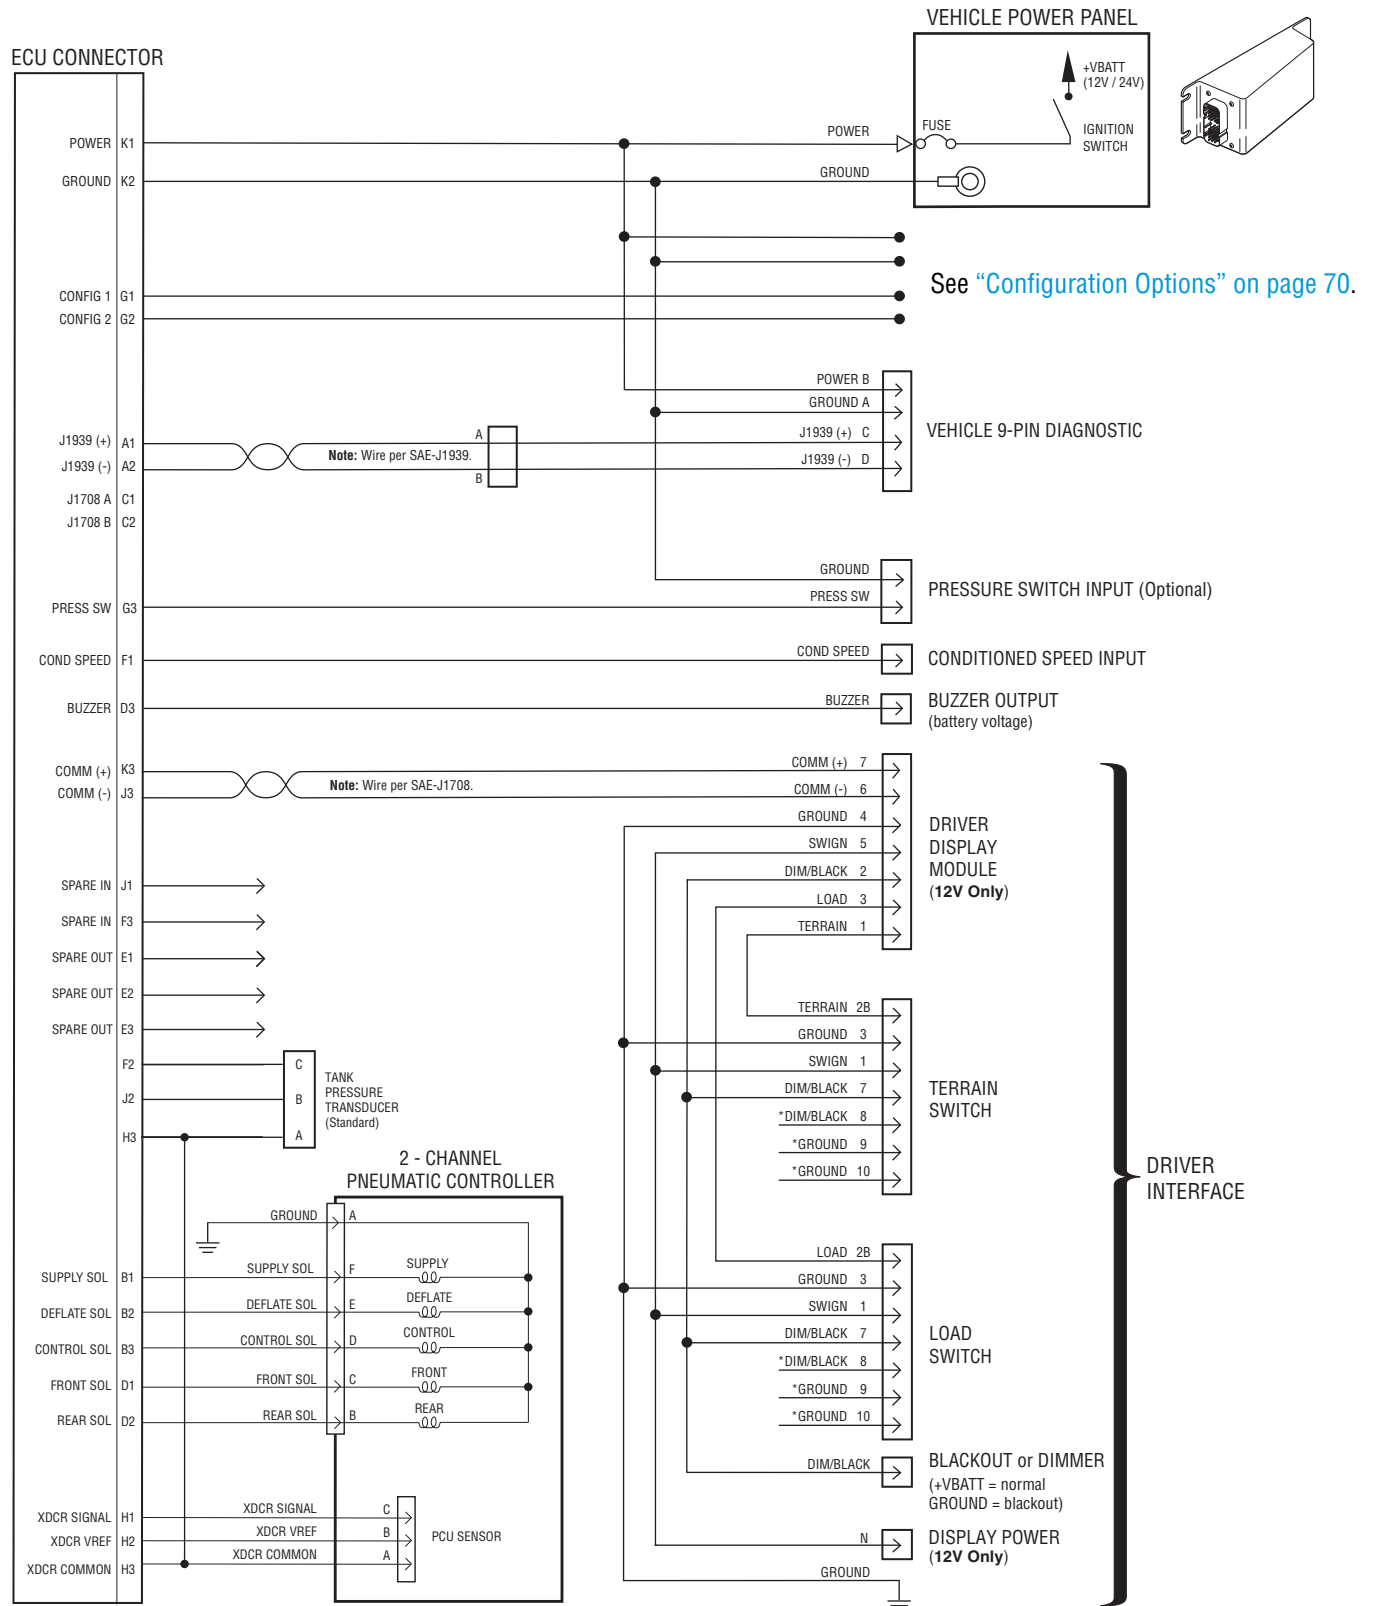 VEHICLE POWER PANEL
ECU CONNECTOR
+VBATT
(12V / 24V)
POWER K1
POWER
FUSE
IGNITION
SWITCH
GROUND K2
GROUND
See “Configuration Options” on page 70.
CONFIG 1 G1
CONFIG 2 G2
POWER B
GROUND A
VEHICLE 9-PIN DIAGNOSTIC
J1939 (+) A1
A
J1939 (+) C
Note: Wire per SAE-J1939.
J1939 (-) A2
B
J1939 (-) D
J1708 A C1
J1708 B C2
GROUND
PRESSURE SWITCH INPUT (Optional)
PRESS SW G3
PRESS SW
COND SPEED F1
COND SPEED
CONDITIONED SPEED INPUT
BUZZER D3
BUZZER
BUZZER OUTPUT
(battery voltage)
COMM (+) K3
COMM (+) 7
Note: Wire per SAE-J1708.
COMM (-) J3
COMM (-) 6
GROUND 4
SWIGN 5
DIM/BLACK 2
LOAD 3
TERRAIN 1
DRIVER
DISPLAY
MODULE
(12V Only)
SPARE IN J1
SPARE IN F3
SPARE OUT E1
SPARE OUT E2
SPARE OUT E3
F2
C
J2
B
H3
A
TANK
PRESSURE
TRANSDUCER
(Standard)
TERRAIN 2B
GROUND 3
SWIGN 1
DIM/BLACK 7
*DIM/BLACK 8
*GROUND 9
*GROUND 10
TERRAIN
SWITCH
DRIVER
INTERFACE
2 - CHANNEL
PNEUMATIC CONTROLLER
GROUND A
SUPPLY SOL B1
SUPPLY SOL F
SUPPLY
DEFLATE SOL B2
DEFLATE SOL E
DEFLATE
CONTROL SOL B3
CONTROL SOL D
CONTROL
FRONT SOL D1
FRONT SOL C
FRONT
REAR SOL D2
REAR SOL B
REAR
LOAD 2B
GROUND 3
SWIGN 1
DIM/BLACK 7
*DIM/BLACK 8
*GROUND 9
*GROUND 10
LOAD
SWITCH
DIM/BLACK
BLACKOUT or DIMMER
(+VBATT = normal
GROUND = blackout)
XDCR SIGNAL H1
XDCR SIGNAL C
XDCR VREF H2
XDCR VREF B
XDCR COMMON H3
XDCR COMMON A
PCU SENSOR
N
DISPLAY POWER
(12V Only)
GROUND